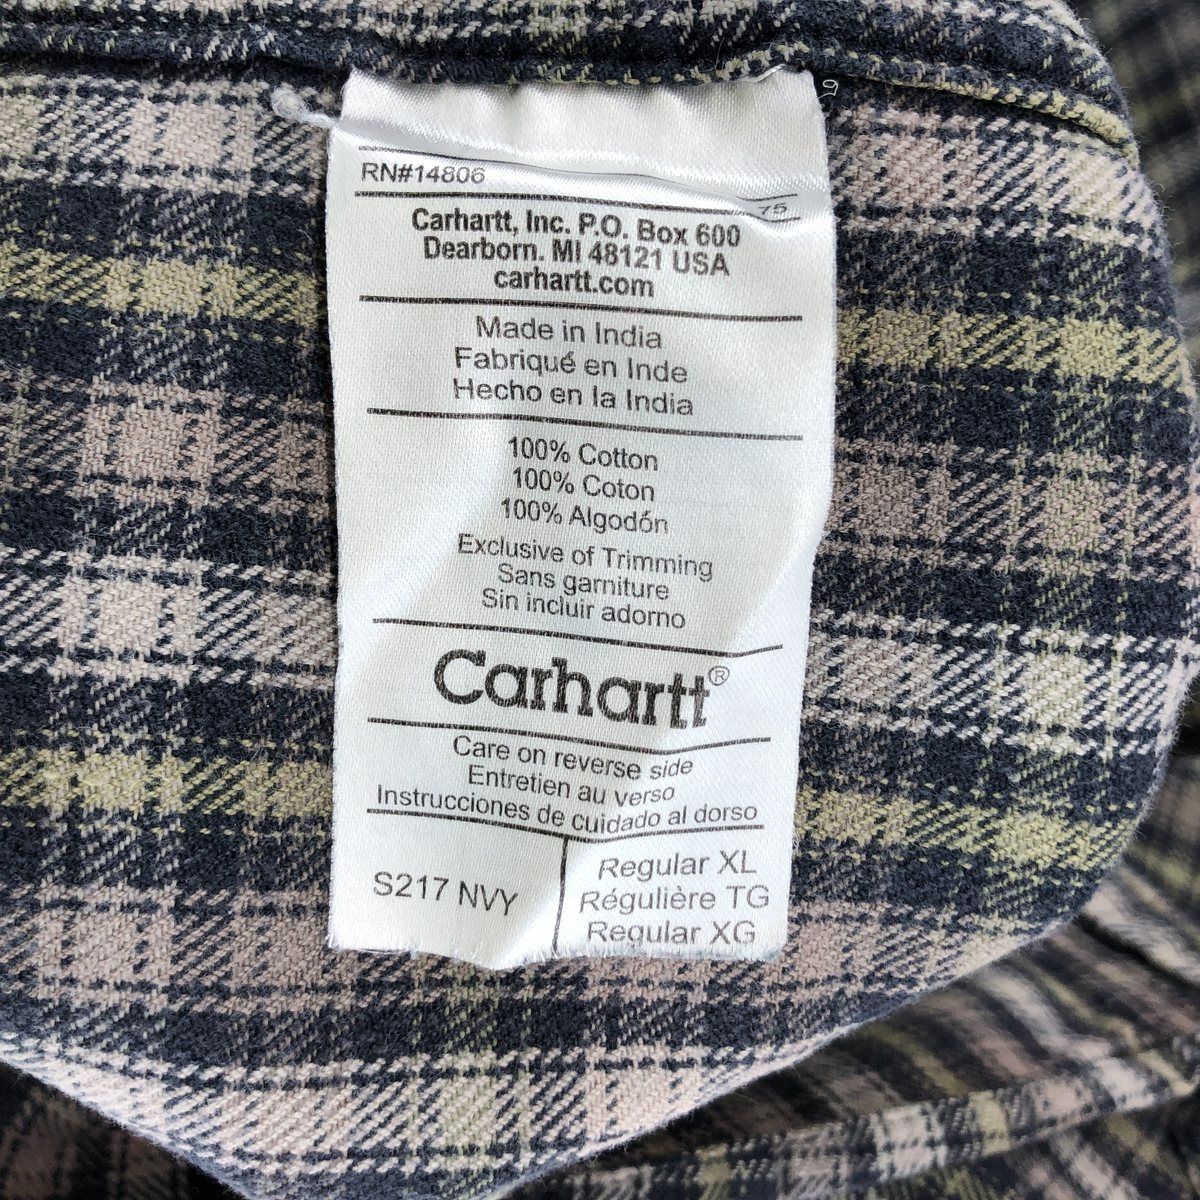 RN#14806
75
Carhartt, Inc. P.O. Box 600
Dearborn. MI 48121 USA
carhartt.com
Made in India
Fabriqué en Inde
Hecho en la India
100% Cotton
100% Coton
100% Algodón
Exclusive of Trimming
Sans garniture
Sin incluir adorno
Carhartt®
Care on reverse side
Entretien au verso
Instrucciones de cuidado al dorso
S217 NVY
Regular XL
Régulière TG
Regular XG